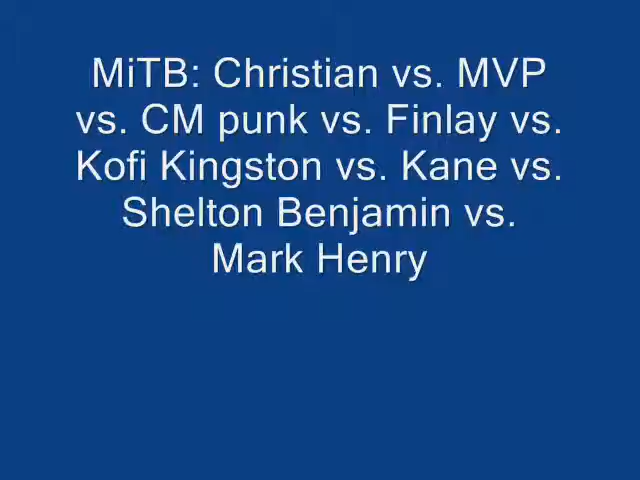 MiTB: Christian vs. MVP
vs. CM punk vs. Finlay vs.
Kofi Kingston vs. Kane vs.
Shelton Benjamin vs.
Mark Henry